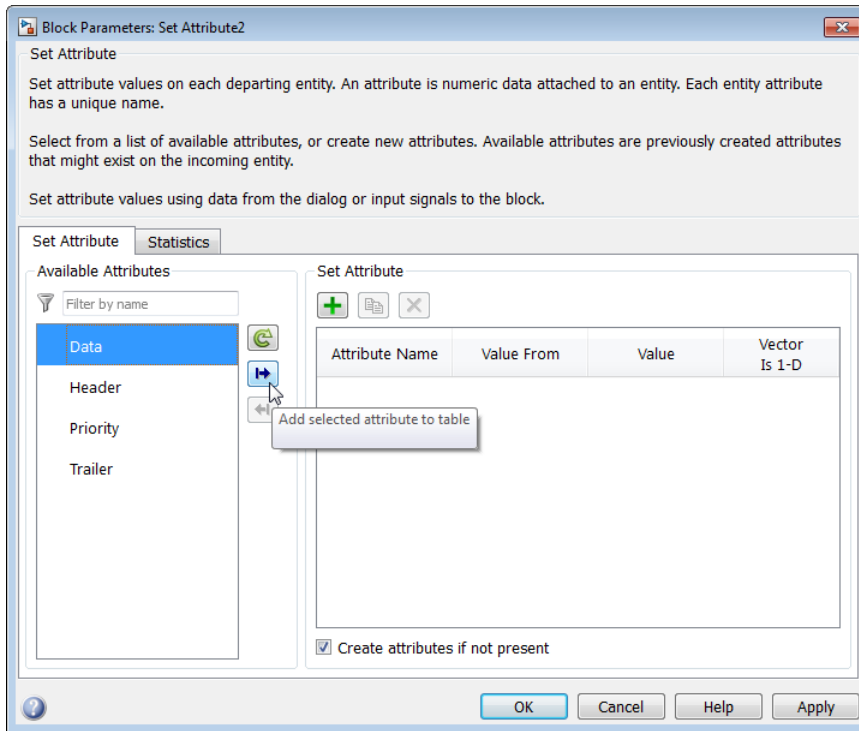 Block Parameters: Set Attribute2
Set Attribute
Set attribute values on each departing entity. An attribute is numeric data attached to an entity. Each entity attribute
has a unique name.
Select from a list of available attributes, or create new attributes. Available attributes are previously created attributes
that might exist on the incoming entity.
Set attribute values using data from the dialog or input signals to the block.
Set Attribute Statistics
Available Attributes
Filter by name
Data
Header
Priority
Trailer
Add selected attribute to table
Set Attribute
Attribute Name Value From Value Vector
Is 1-D
Create attributes if not present
OK Cancel Help Apply